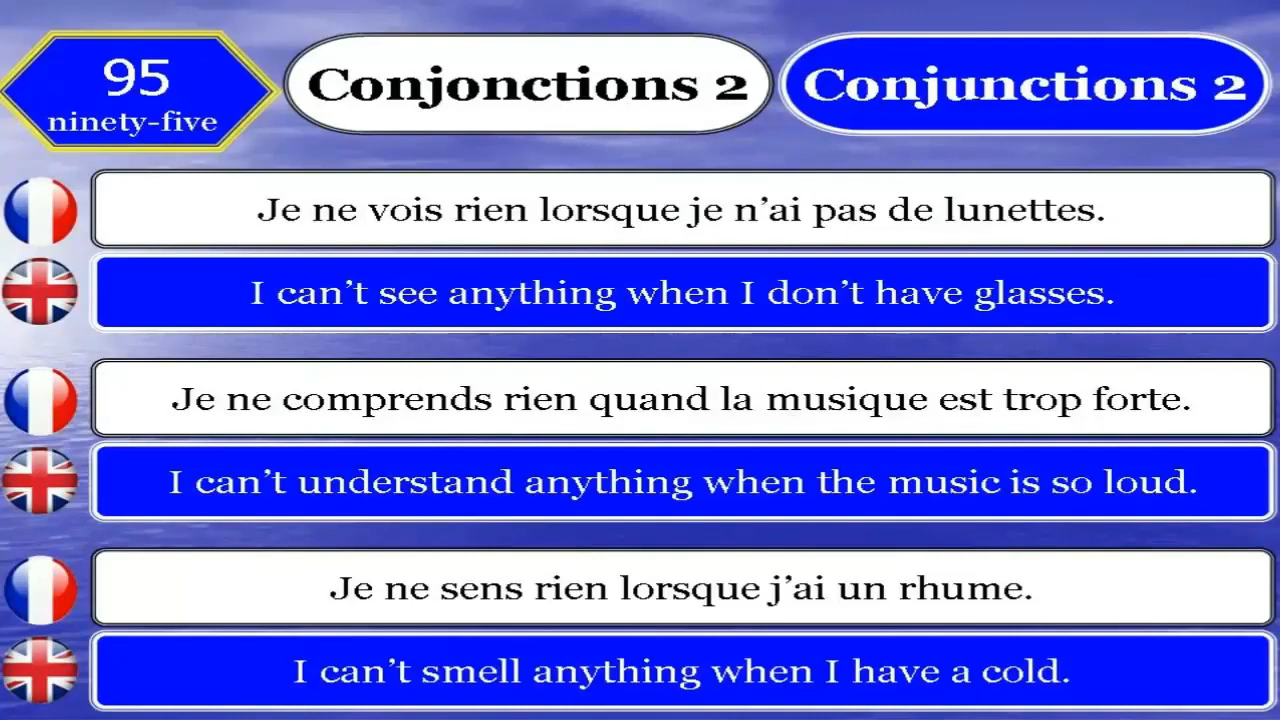 95
ninety-five
Conjonctions 2
Conjunctions 2
Je ne vois rien lorsque je n’ai pas de lunettes.
I can’t see anything when I don’t have glasses.
Je ne comprends rien quand la musique est trop forte.
I can’t understand anything when the music is so loud.
Je ne sens rien lorsque j’ai un rhume.
I can’t smell anything when I have a cold.